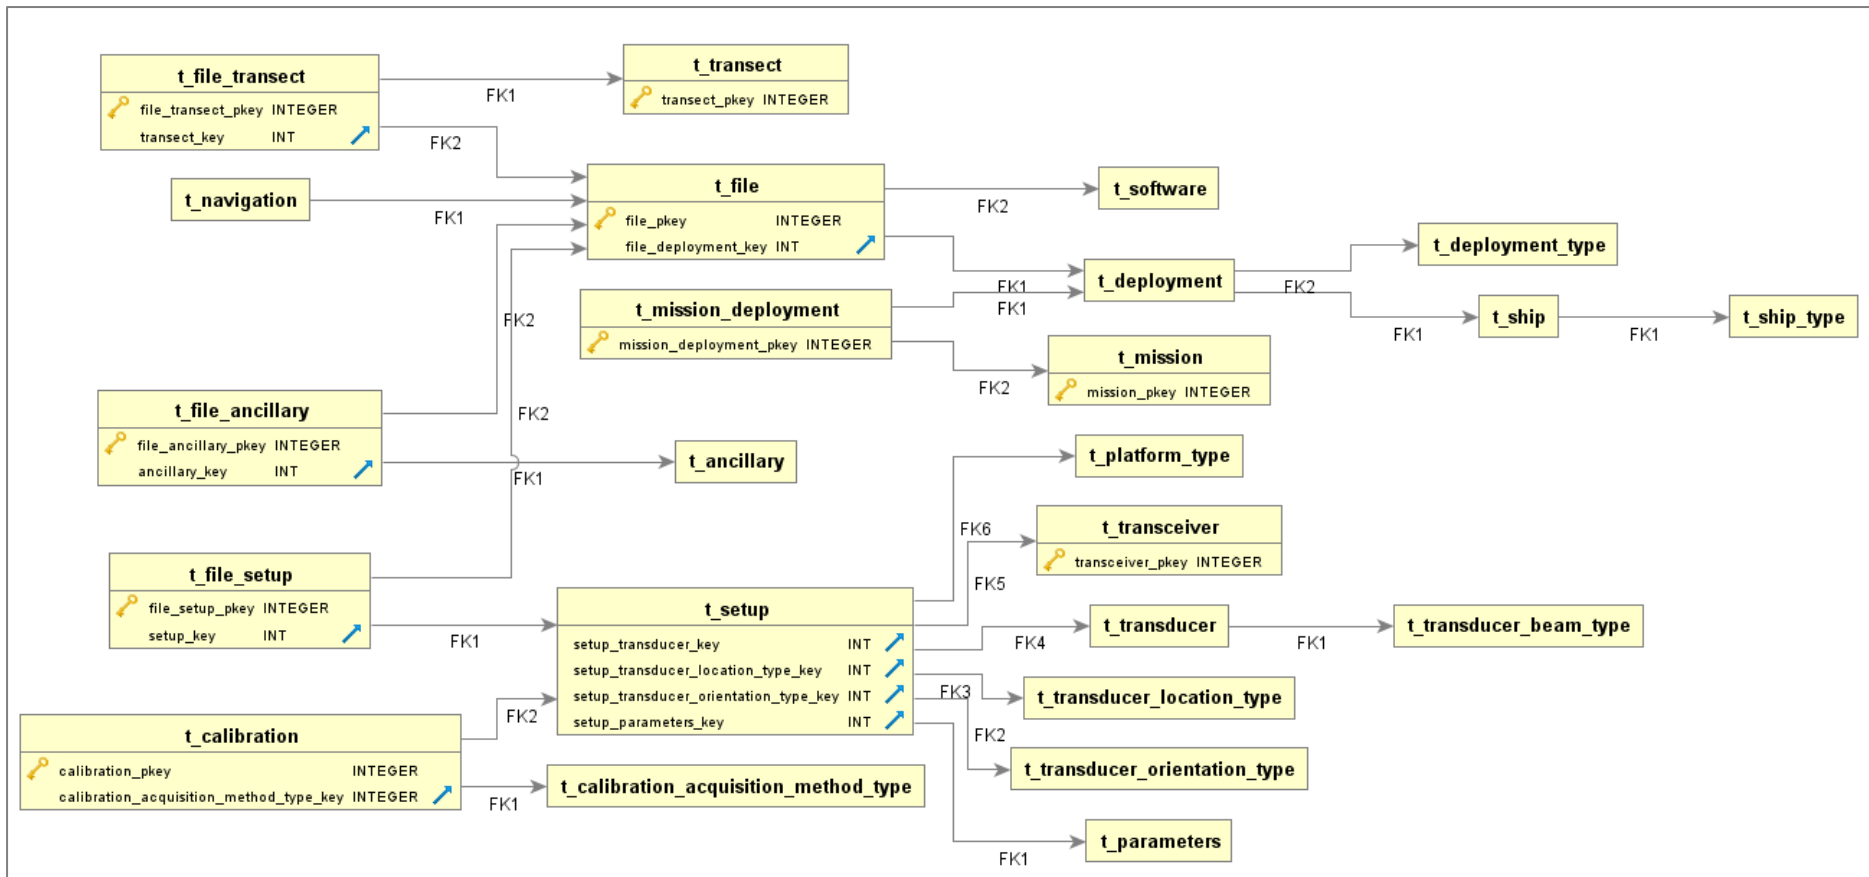 t_file_transect
file_transect_pkey INTEGER
transect_key INT
FK1
FK2
t_transect
transect_pkey INTEGER
t_navigation
FK1
t_file
file_pkey INTEGER
file_deployment_key INT
FK2
FK1
t_software
t_mission_deployment
mission_deployment_pkey INTEGER
FK1
FK2
t_deployment
FK2
FK1
t_deployment_type
t_ship
FK1
t_ship_type
t_mission
mission_pkey INTEGER
t_file_ancillary
file_ancillary_pkey INTEGER
ancillary_key INT
FK2
FK1
t_ancillary
t_file_setup
file_setup_pkey INTEGER
setup_key INT
FK2
FK1
t_setup
setup_transducer_key INT
setup_transducer_location_type_key INT
setup_transducer_orientation_type_key INT
setup_parameters_key INT
FK6
FK5
FK4
FK3
FK2
FK1
t_platform_type
t_transceiver
transceiver_pkey INTEGER
t_transducer
FK1
t_transducer_beam_type
t_transducer_location_type
t_transducer_orientation_type
t_parameters
t_calibration
calibration_pkey INTEGER
calibration_acquisition_method_type_key INTEGER
FK2
FK1
t_calibration_acquisition_method_type